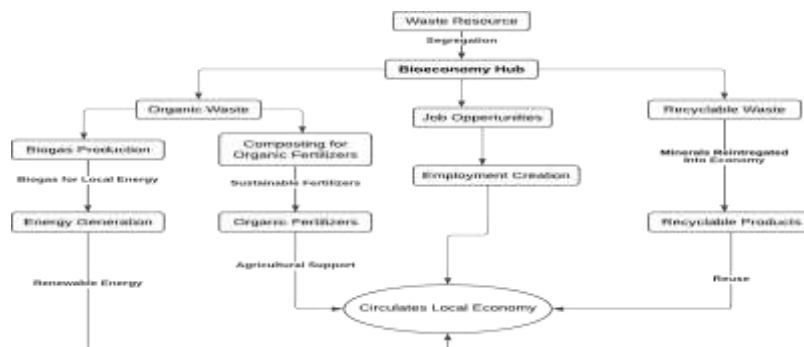 Waste Resource
Segregation
Bioeconomy Hub
Organic Waste
Job Opportunities
Recyclable Waste
Biogas Production
Composting for
Organic Fertilizers
Minerals Reintregated
Into Economy
Biogas for Local Energy
Sustainable Fertilizers
Employment Creation
Energy Generation
Organic Fertilizers
Recyclable Products
Renewable Energy
Agricultural Support
Reuse
Circulates Local Economy